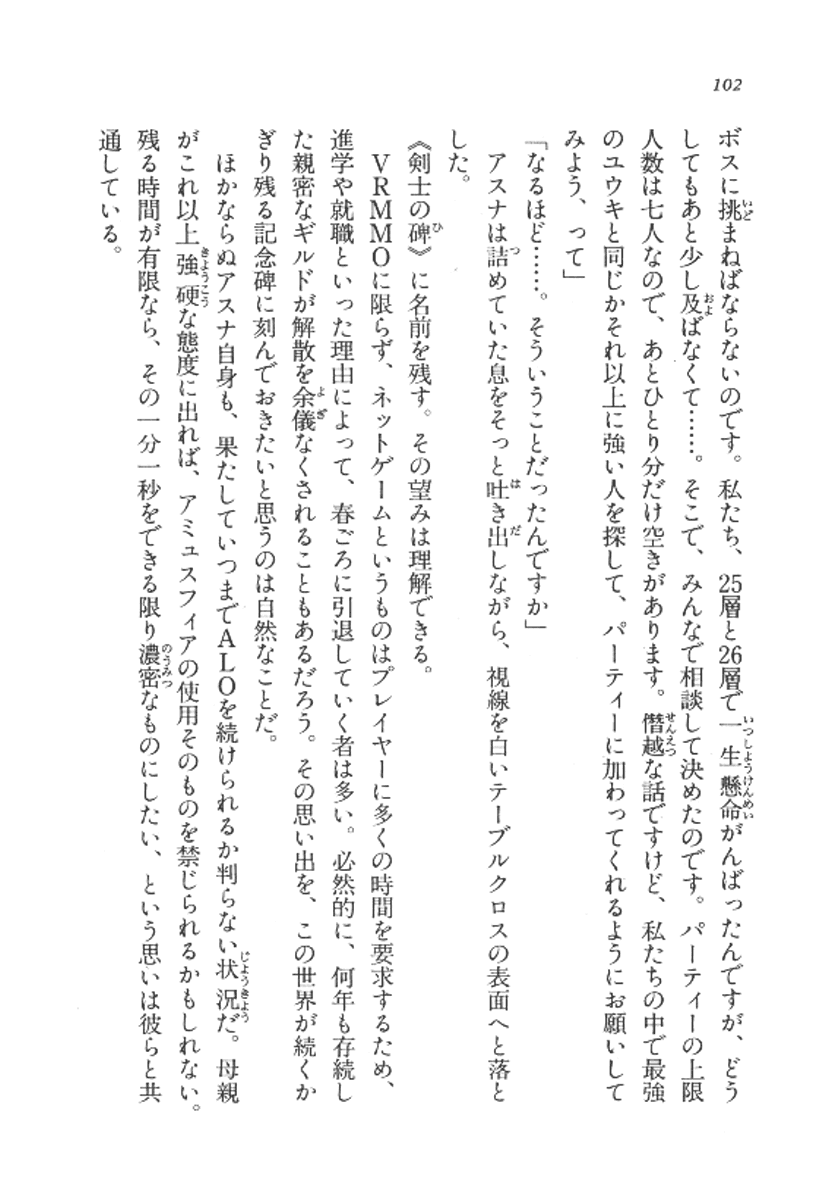 102
ボスに挑まねばならないのです。私たち、25層と26層で一生懸命がんばったんですが、どう
してもあと少し及ばなくて……。そこで、みんなで相談して決めたのです。パーティーの上限
人数は七人なので、あとひとり分だけ空きがあります。僭越な話ですけど、私たちの中で最強
のユウキと同じかそれ以上に強い人を探して、パーティーに加わってくれるようにお願いして
みよう、って」
「なるほど……。そういうことだったんですか」
アスナは詰めていた息をそっと吐き出しながら、視線を白いテーブルクロスの表面へと落と
した。
《剣士の碑》に名前を残す。その望みは理解できる。
VRMMOに限らず、ネットゲームというものはプレイヤーに多くの時間を要求するため、
進学や就職といった理由によって、春ごろに引退していく者は多い。必然的に、何年も存続し
た親密なギルドが解散を余儀なくされることもあるだろう。その思い出を、この世界が続くか
ぎり残る記念碑に刻んでおきたいと思うのは自然なことだ。
ほかならぬアスナ自身も、果たしていつまでALOを続けられるか判らない状況だ。母親
がこれ以上強硬な態度に出れば、アミュスフィアの使用そのものを禁じられるかもしれない。
残る時間が有限なら、その一分一秒をできる限り濃密なものにしたい、という思いは彼らと共
通している。